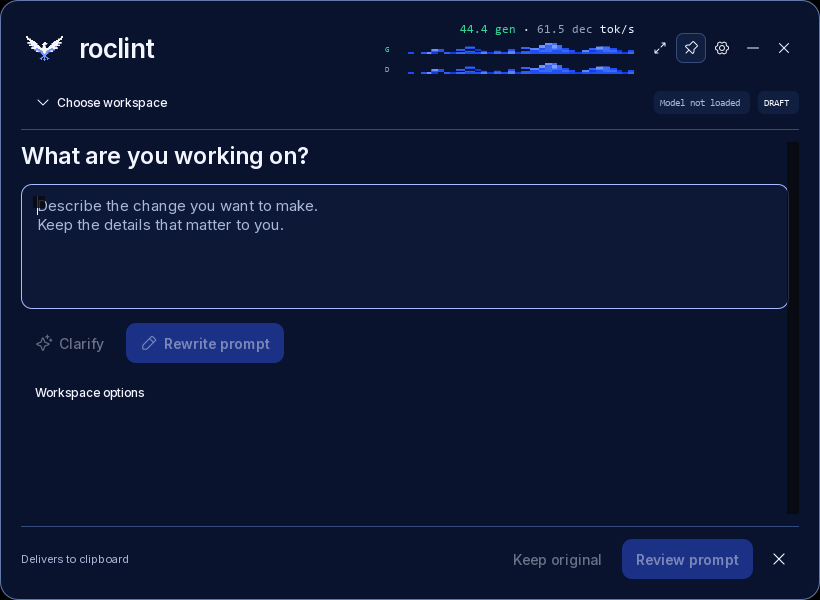 44.4 gen · 61.5 dec tok/s
roclint
G
D
Choose workspace
Model not loaded
DRAFT
What are you working on?
Describe the change you want to make.
Keep the details that matter to you.
Clarify
Rewrite prompt
Workspace options
Delivers to clipboard
Keep original
Review prompt